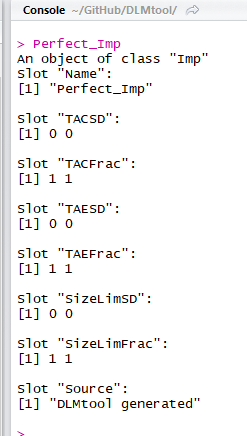 Console ~/GitHub/DLMtool/
> Perfect_Imp
An object of class "Imp"
Slot "Name":
[1] "Perfect_Imp"
Slot "TACSD":
[1] 0 0
Slot "TACFrac":
[1] 1 1
Slot "TAESD":
[1] 0 0
Slot "TAEFrac":
[1] 1 1
Slot "SizeLimSD":
[1] 0 0
Slot "SizeLimFrac":
[1] 1 1
Slot "Source":
[1] "DLMtool generated"
>